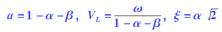 a = 1 − α − β, V_L = ω / (1 − α − β), ξ = α √2